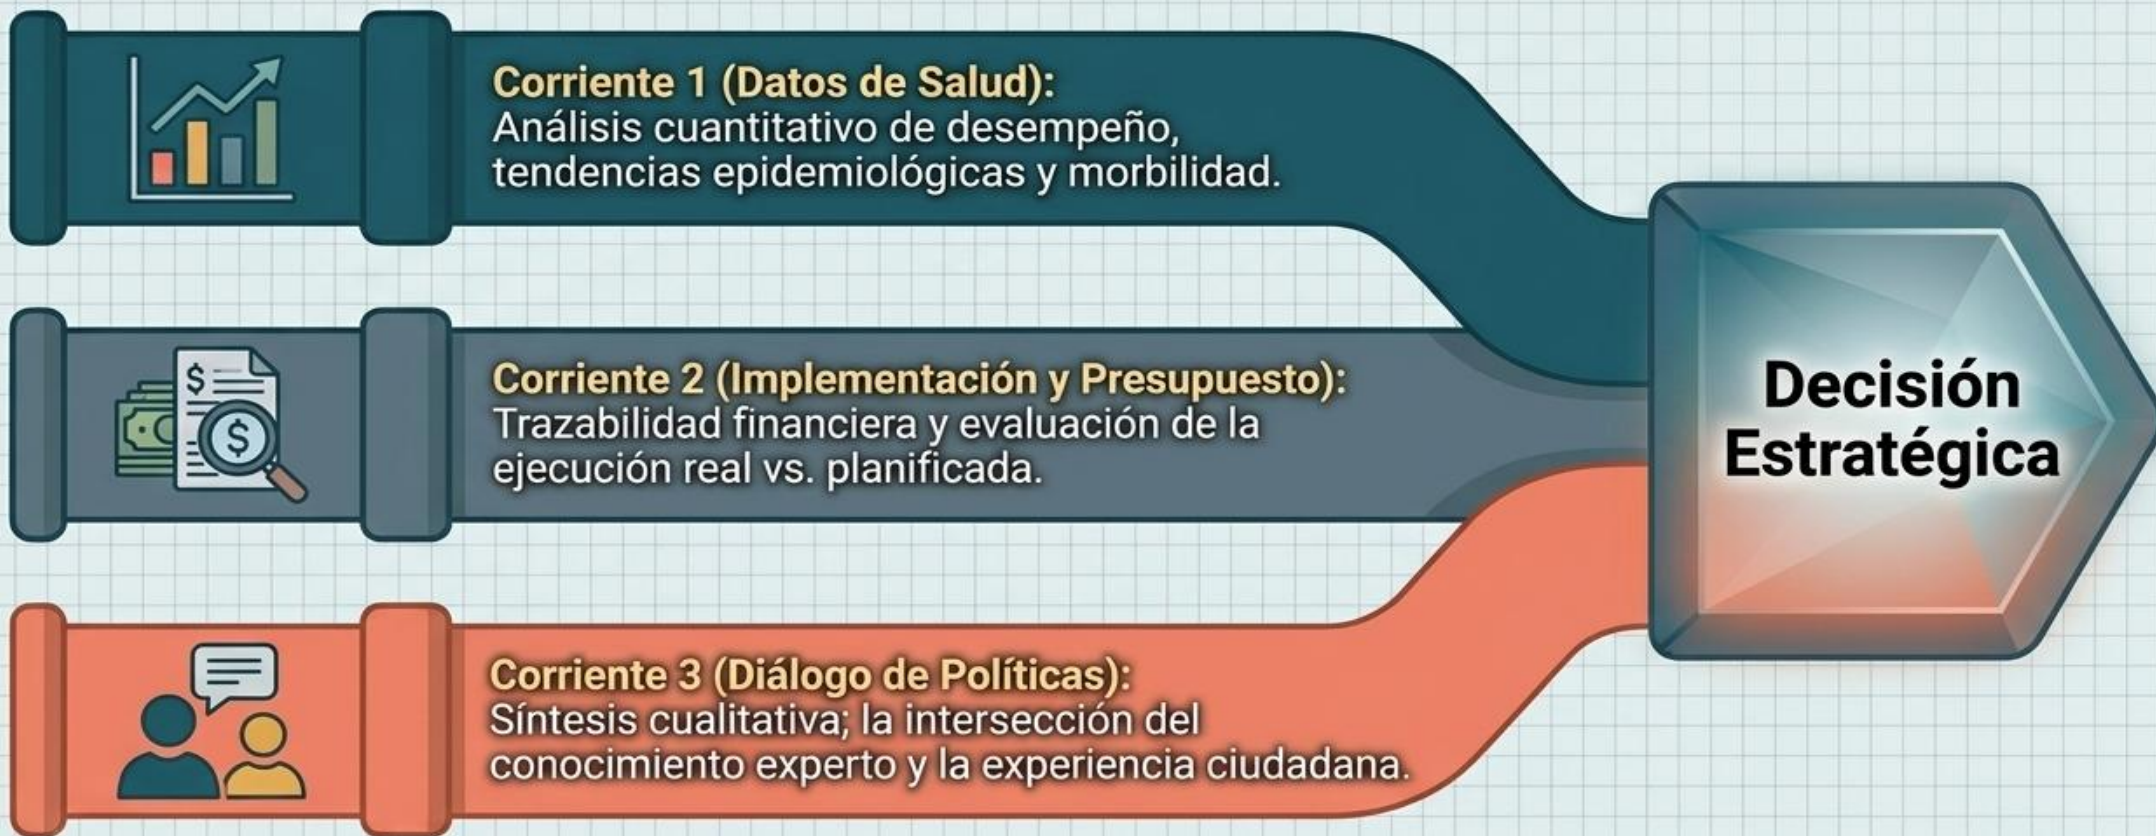 Corriente 1 (Datos de Salud):
Análisis cuantitativo de desempeño,
tendencias epidemiológicas y morbilidad.
$
$
Corriente 2 (Implementación y Presupuesto):
Trazabilidad financiera y evaluación de la
ejecución real vs. planificada.
Corriente 3 (Diálogo de Políticas):
Síntesis cualitativa; la intersección del
conocimiento experto y la experiencia ciudadana.
Decisión
Estratégica